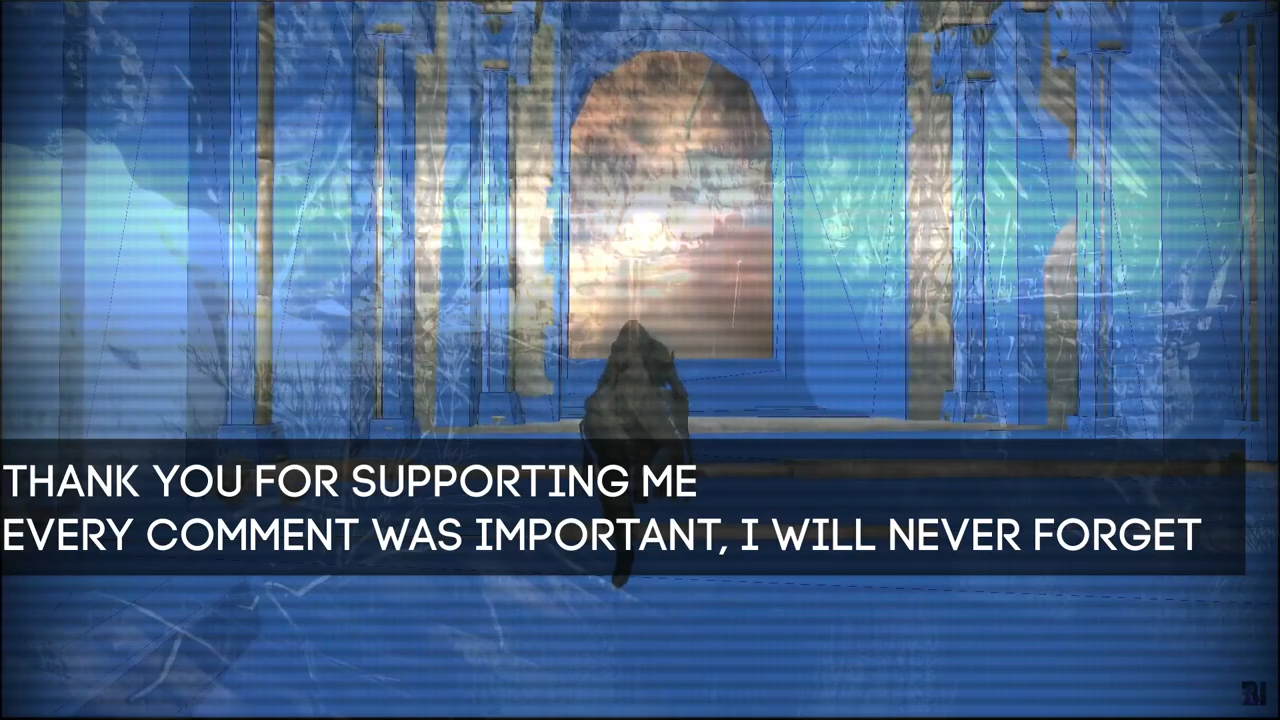 THANK YOU FOR SUPPORTING ME
EVERY COMMENT WAS IMPORTANT, I WILL NEVER FORGET